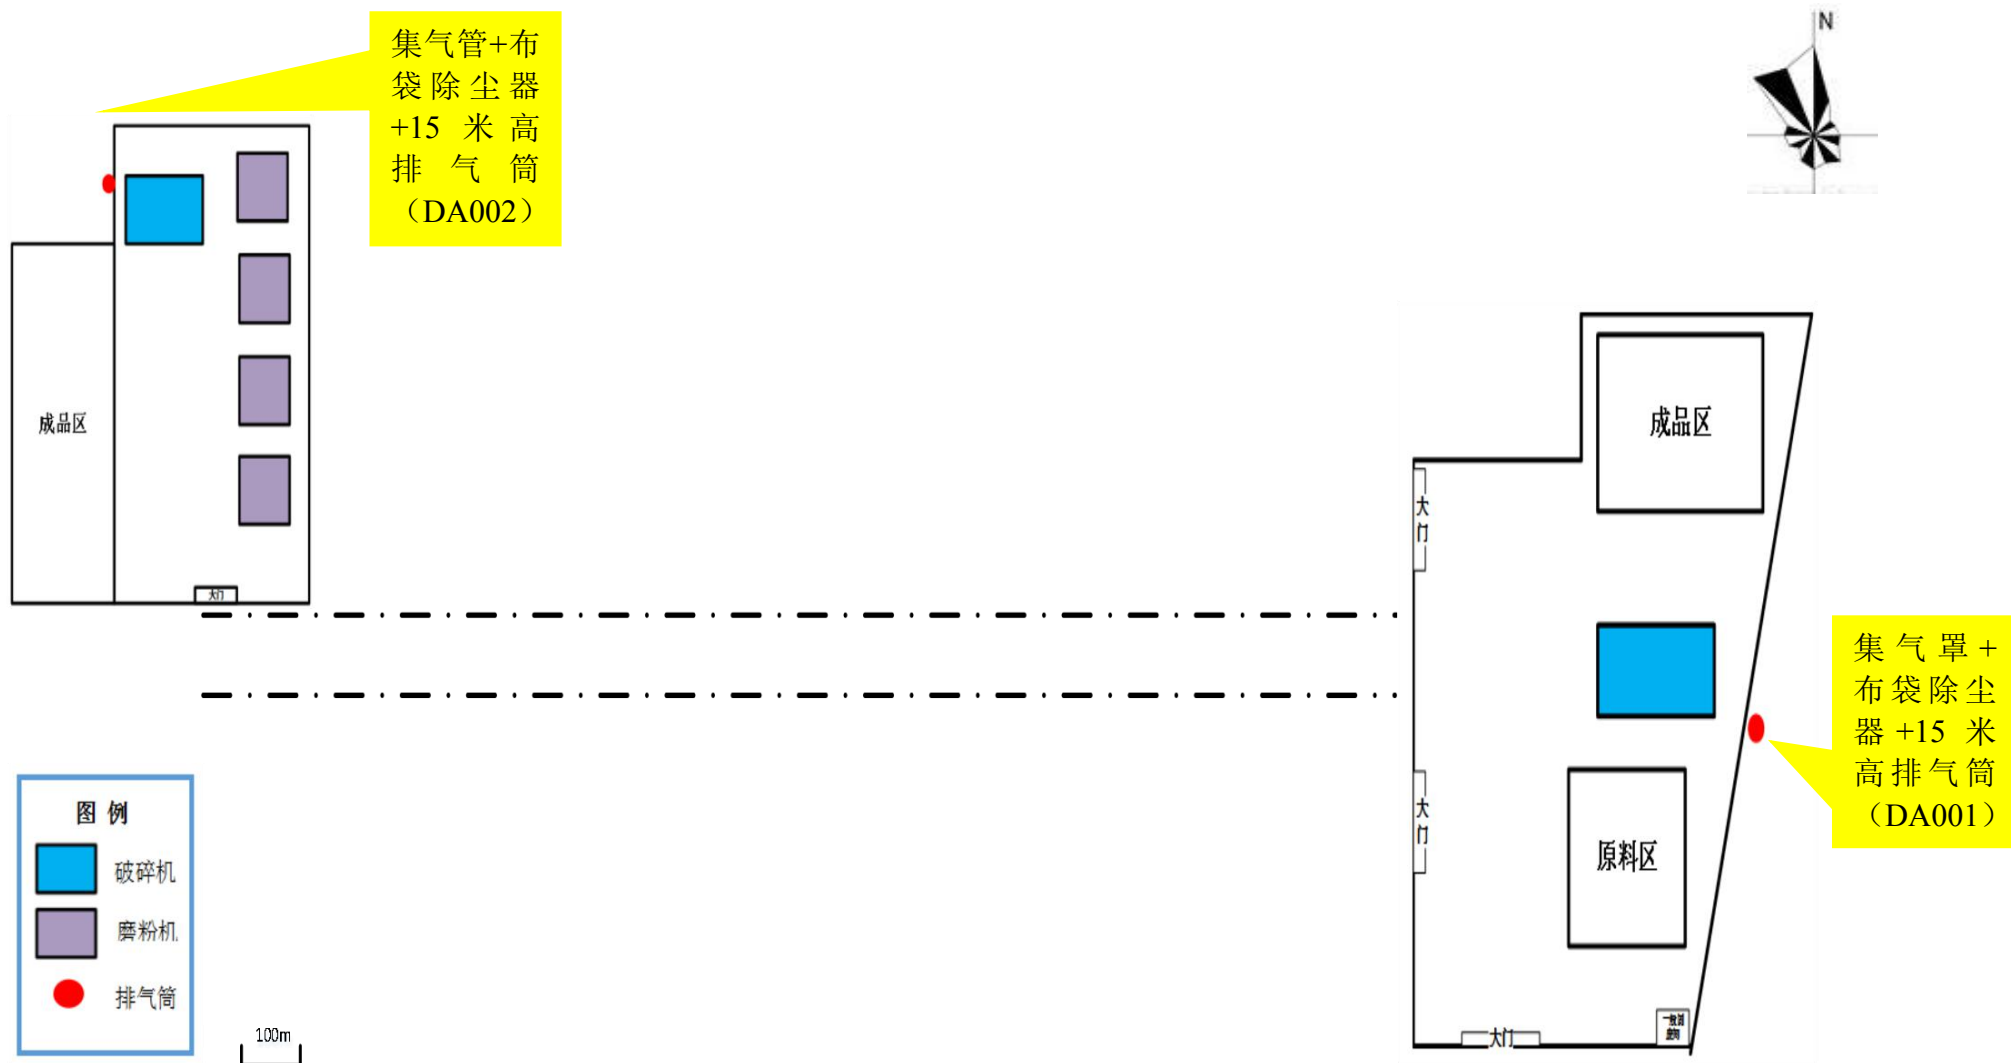 集气管+布
袋除尘器
+15 米高
排气筒
（DA002）
N
成品区
大门
成品区
大
门
大
门
原料区
大门
集气罩+
布袋除尘
器+15 米
高排气筒
（DA001）
图 例
破碎机
磨粉机
排气筒
100m